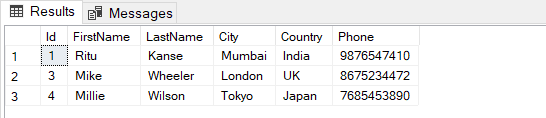 Results Messages
Id FirstName LastName City Country Phone
1 1 Ritu Kanse Mumbai India 9876547410
2 3 Mike Wheeler London UK 8675234472
3 4 Millie Wilson Tokyo Japan 7685453890